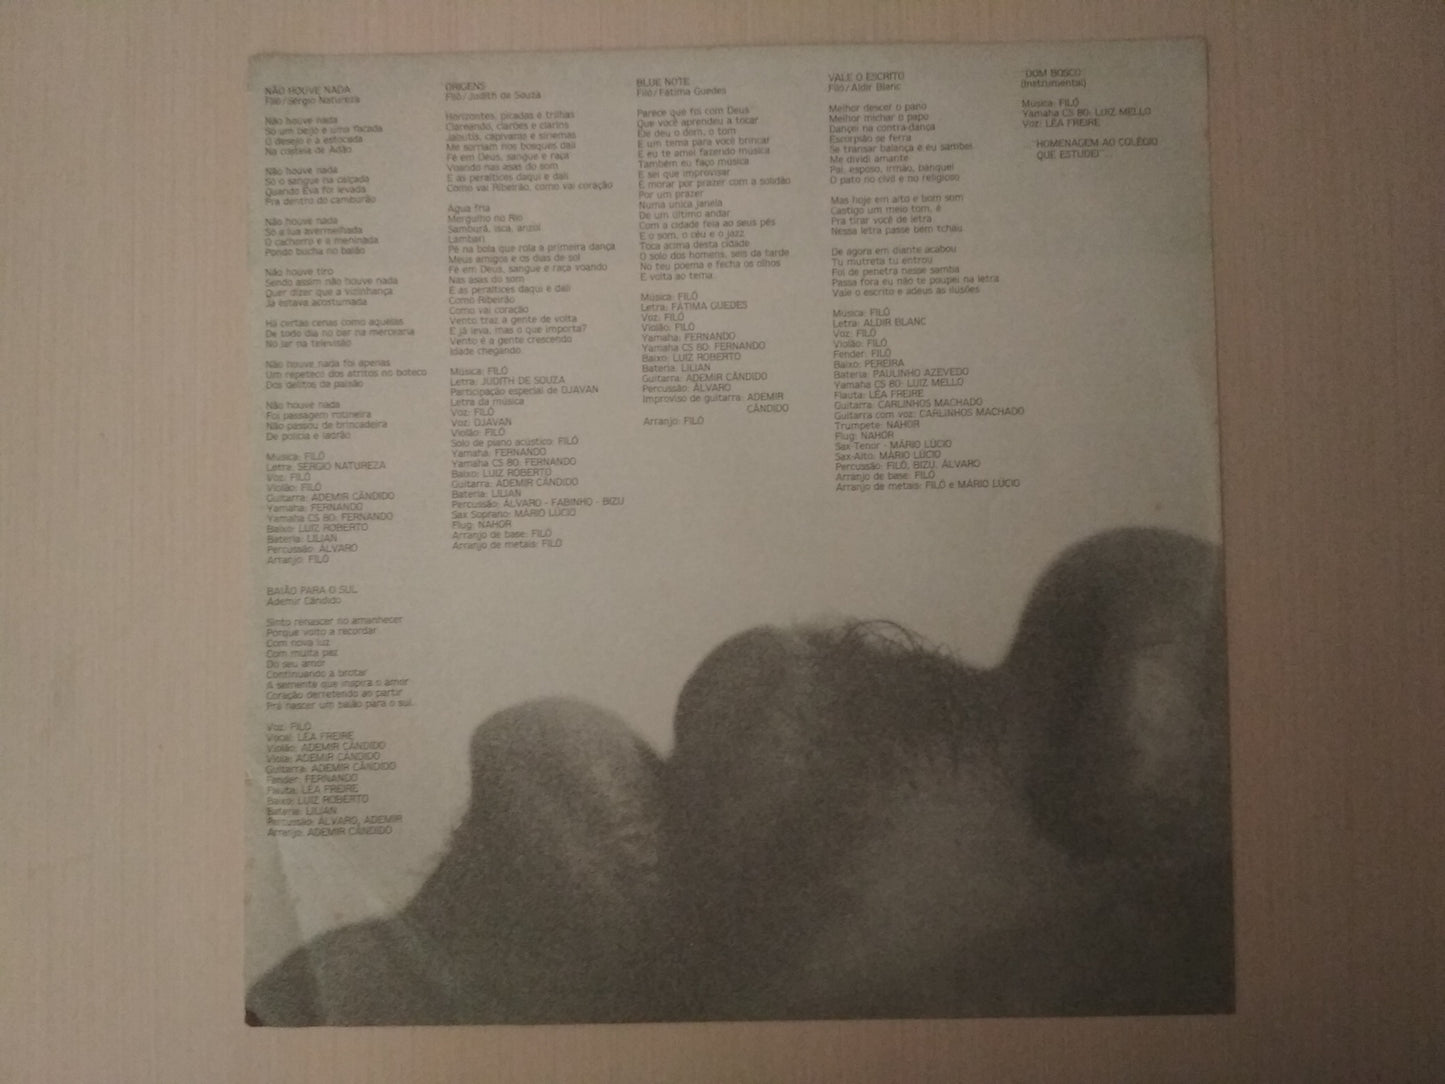 NÃO HOUVE NADA
Filó/Sérgio Natureza
Não houve nada
Só um beijo e uma facada
O desejo e a estocada
Na costela de Adão
Não houve nada
Só o sangue na calçada
Quando Eva foi levada
Pra dentro do camburão
Não houve nada
Só a lua avermelhada
O cachorro e a meninada
Pondo bucha no balão
Não houve tiro
Sendo assim não houve nada
Quer dizer que a vizinhança
Já estava acostumada
Há certas cenas como aquelas
De todo dia no bar na mercearia
No lar na televisão
Não houve nada foi apenas
Um repeteco dos atritos no boteco
Dos delitos da paixão
Não houve nada
Foi passagem rotineira
Não passou de brincadeira
De polícia e ladrão
Música: FILÓ
Letra: SERGIO NATUREZA
Voz: FILÓ
Violão: FILÓ
Guitarra: ADEMIR CÂNDIDO
Yamaha: FERNANDO
Yamaha CS 80: FERNANDO
Baixo: LUIZ ROBERTO
Bateria: LILIAN
Percussão: ÁLVARO
Arranjo: FILÓ
BAIÃO PARA O SUL
Ademir Cândido
Sinto renascer no amanhecer
Porque volto a recordar
Com nova luz
Com muita paz
Do seu amor
Continuando a brotar
A semente que inspira o amor
Coração derretendo ao partir
Prá nascer um baião pare o sul.
Voz: FILÓ
Vocal: LÉA FREIRE
Violão: ADEMIR CÂNDIDO
Viola: ADEMIR CÂNDIDO
Guitarra: ADEMIR CÂNDIDO
Fender: FERNANDO
Flauta: LÉA FREIRE
Baixo: LUIZ ROBERTO
Bateria: LILIAN
Percussão: ÁLVARO, ADEMIR
Arranjo: ADEMIR CÂNDIDO
ORIGENS
Filó/Judith de Souza
Horizontes, picadas e trilhas
Clareando, clarões e clarins
Jabutis, capivaras e sinemas
Me sorriam nos bosques dali
Fé em Deus, sangue e raça
Voando nas asas do som
E as peraltices daqui e dali
Como vai Ribeirão, como vai coração
Agua fria
Mergulho no Rio
Samburá, isca, anzol
Lambari
Pé na bola que rola a primeira dança
Meus amigos e os dias de sol
Fé em Deus, sangue e raça voando
Nas asas do som
E as peraltices daqui e dali
Como Ribeirão
Como vai coração
Vento traz a gente de volta
E já leva, mas o que importa?
Vento é a gente crescendo
Idade chegando.
Música: FILÓ
Letra: JUDITH DE SOUZA
Participação especial de DJAVAN
Letra da música
Voz: FILÓ
Voz: DJAVAN
Violão: FILÓ
Solo de piano acústico: FILÓ
Yamaha: FERNANDO
Yamaha CS 80: FERNANDO
Baixo: LUIZ ROBERTO
Guitarra: ADEMIR CÂNDIDO
Bateria: LILIAN
Percussão: ÁLVARO - FABINHO - BIZU
Sax Soprano: MÁRIO LÚCIO
Flug: NAHOR
Arranjo de base: FILÓ
Arranjo de metais: FILÓ
BLUE NOTE
Filó/Fátima Guedes
Parece que foi com Deus
Que você aprendeu a tocar
Ele deu o dom, o tom
E um tema para você brincar
E eu te amei fazendo música
Também eu faço música
E sei que improvisar
É morar por prazer com a solidão
Por um prazer
Numa única janela
De um último andar
Com a cidade feia ao seus pés
E o som, o céu e o jazz
Toca acima desta cidade
O solo dos homens, seis da tarde
No teu poema e fecha os olhos
E volta ao tema.
Música: FILÓ
Letra: FÁTIMA GUEDES
Voz: FILÓ
Violão: FILÓ
Yamaha: FERNANDO
Yamaha CS 80: FERNANDO
Baixo: LUIZ ROBERTO
Bateria: LILIAN
Guitarra: ADEMIR CÂNDIDO
Percussão: ÁLVARO
Improviso de guitarra: ADEMIR
CÂNDIDO
Arranjo: FILÓ
VALE O ESCRITO
Filó/Aldir Blanc
Melhor descer o pano
Melhor michar o papo
Dancei na contra-dança
Escorpião se ferra
Se transar balança e eu sambei
Me dividi amante
Pai, esposo, irmão, banquei
O pato no civil e no religioso
Mas hoje em alto e bom som
Castigo um meio tom, é
Pra tirar você de letra
Nessa letra passe bem tchau
De agora em diante acabou
Tu mutreta tu entrou
Foi de penetra nesse samba
Passa fora eu não te poupei na letra
Vale o escrito e adeus as ilusões
Música: FILÓ
Letra: ALDIR BLANC
Voz: FILÓ
Violão: FILÓ
Fender: FILÓ
Baixo: PEREIRA
Bateria: PAULINHO AZEVEDO
Yamaha CS 80: LUIZ MELLO
Flauta: LÉA FREIRE
Guitarra: CARLINHOS MACHADO
Guitarra com voz: CARLINHOS MACHADO
Trumpete: NAHOR
Flug: NAHOR
Sax-Tenor - MÁRIO LÚCIO
Sax-Alto: MÁRIO LÚCIO
Percussão: FILÓ, BIZU, ÁLVARO
Arranjo de base: FILÓ
Arranjo de metais: FILÓ e MÁRIO LÚCIO
"DOM BOSCO"
(Instrumental)
Música: FILÓ
Yamaha CS 80: LUIZ MELLO
Voz: LÉA FREIRE
"HOMENAGEM AO COLÉGIO
QUE ESTUDEI"...